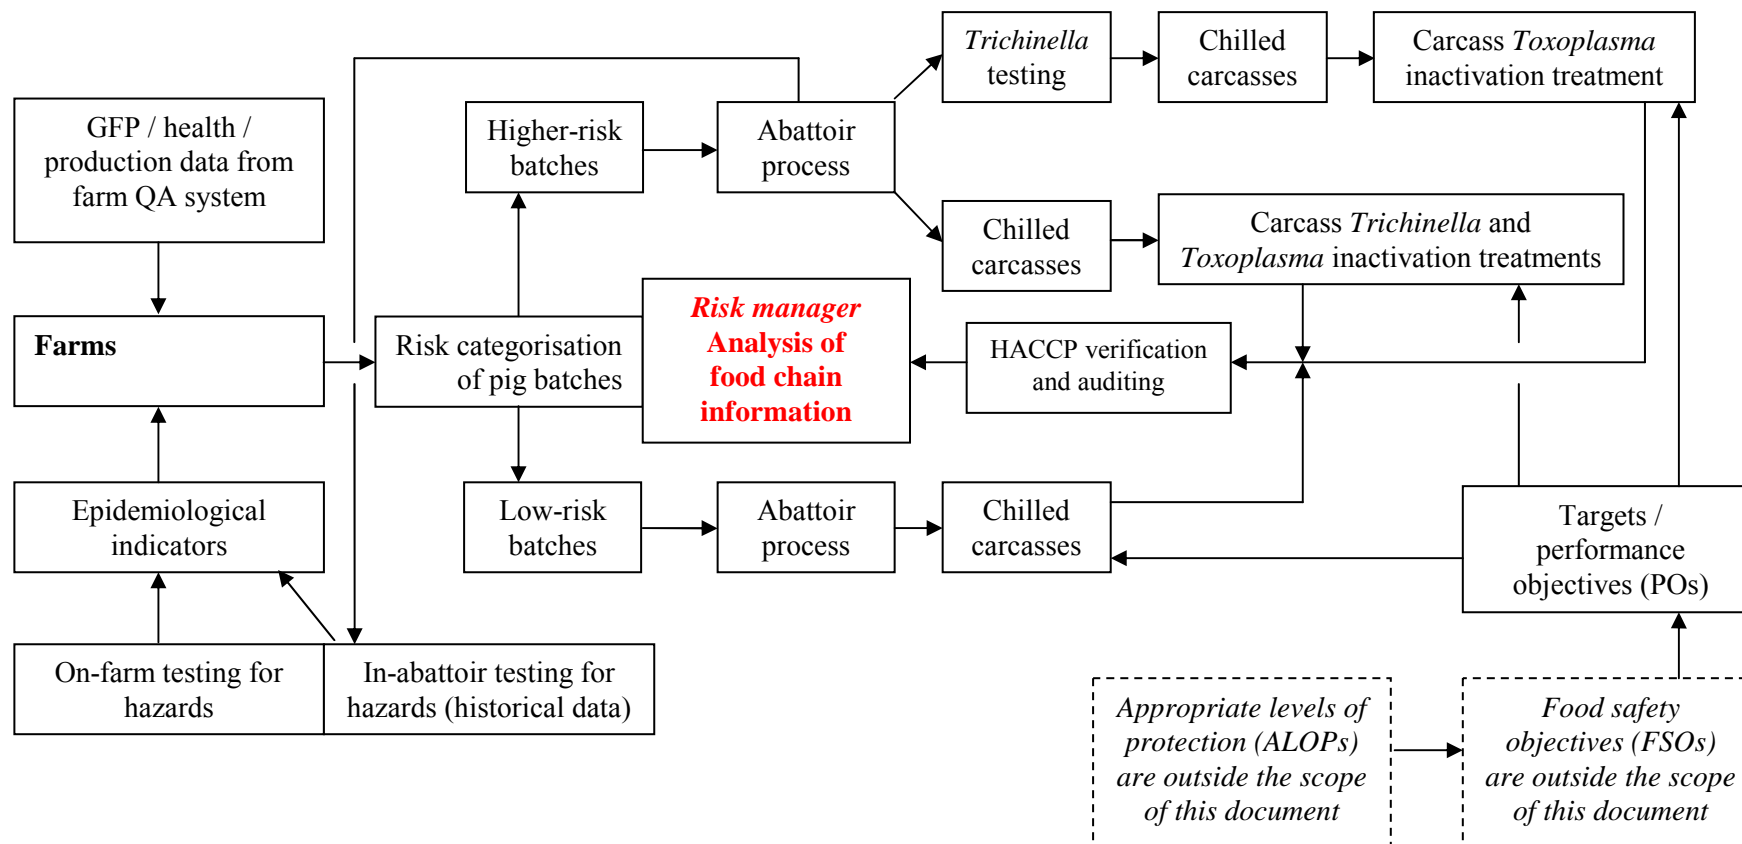 Trichinella
testing
Chilled
carcasses
Carcass Toxoplasma
inactivation treatment
GFP / health /
production data from
farm QA system
Higher-risk
batches
Abattoir
process
Chilled
carcasses
Carcass Trichinella and
Toxoplasma inactivation treatments
Farms
Risk categorisation
of pig batches
Risk manager
Analysis of
food chain
information
HACCP verification
and auditing
Epidemiological
indicators
Low-risk
batches
Abattoir
process
Chilled
carcasses
Targets /
performance
objectives (POs)
On-farm testing for
hazards
In-abattoir testing for
hazards (historical data)
Appropriate levels of
protection (ALOPs)
are outside the scope
of this document
Food safety
objectives (FSOs)
are outside the scope
of this document